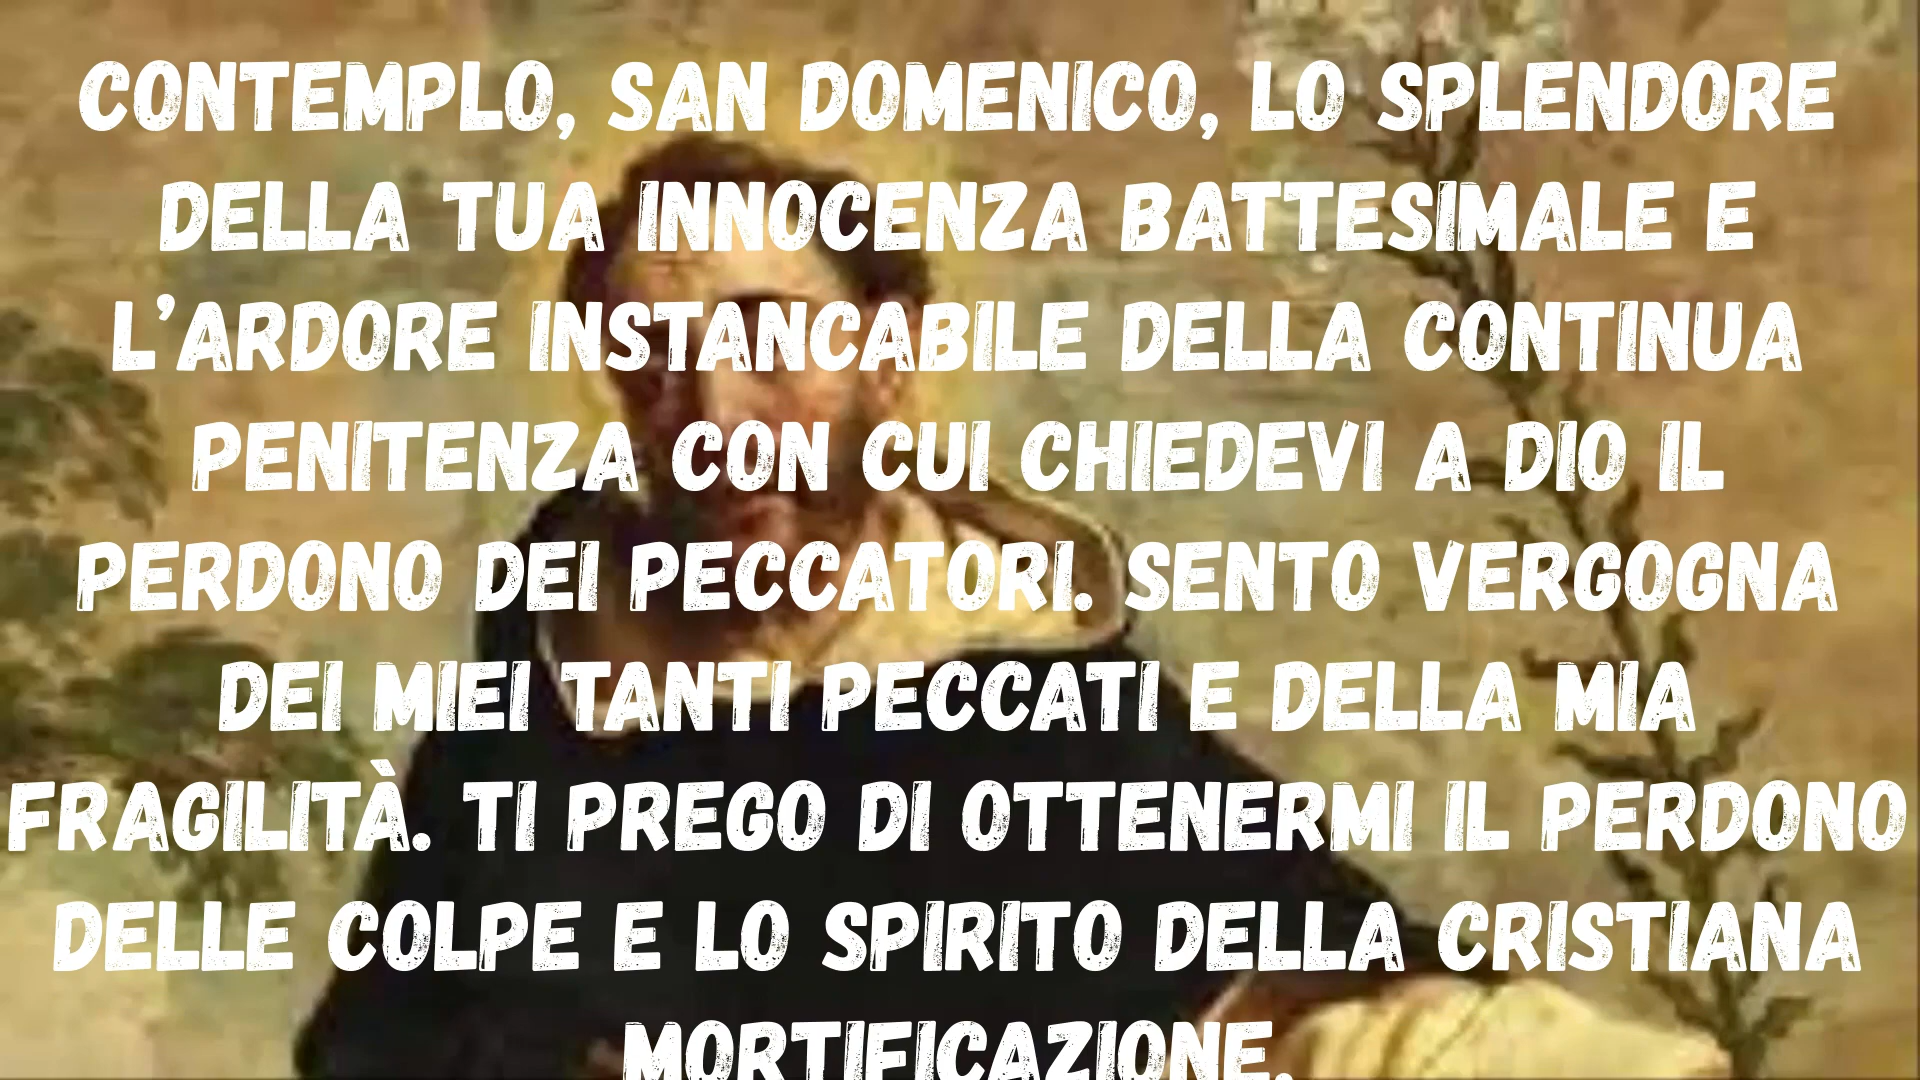 CONTEMPLO, SAN DOMENICO, LO SPLENDORE
DELLA TUA INNOCENZA BATTESIMALE E
L’ARDORE INSTANCABILE DELLA CONTINUA
PENITENZA CON CUI CHIEDEVI A DIO IL
PERDONO DEI PECCATORI. SENTO VERGOGNA
DEI MIEI TANTI PECCATI E DELLA MIA
FRAGILITÀ. TI PREGO DI OTTENERMI IL PERDONO
DELLE COLPE E LO SPIRITO DELLA CRISTIANA
MORTIFICAZIONE.